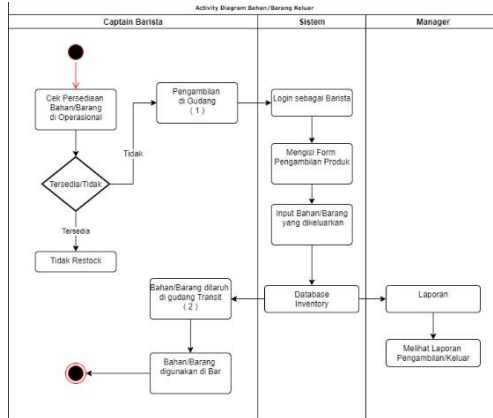 Activity Diagram Bahan/Barang Keluar
Captain Barista
Sistem
Manager
Cek Persediaan
Bahan/Barang
di Operasional
Pengambilan
di Gudang
( 1 )
Login sebagai Barista
Tidak
Mengisi Form
Pengambilan Produk
Tersedia/Tidak
Input Bahan/Barang
yang dikeluarkan
Tersedia
Tidak Restock
Bahan/Barang ditaruh
di gudang Transit
( 2 )
Database
Inventory
Laporan
Bahan/Barang
digunakan di Bar
Melihat Laporan
Pengambilan/Keluar